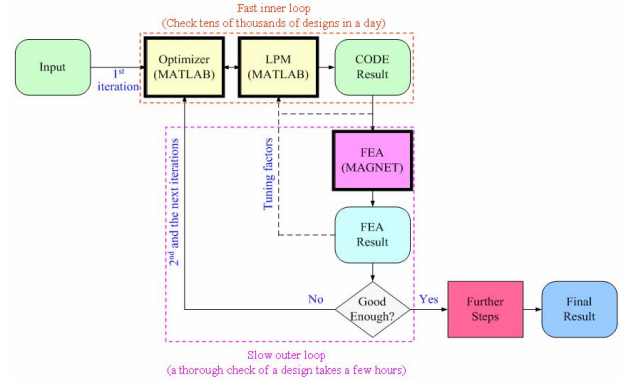 Fast inner loop
(Check tens of thousands of designs in a day)
Input
1st
iteration
Optimizer
(MATLAB)
LPM
(MATLAB)
CODE
Result
2nd and the next iterations
Tuning factors
FEA
(MAGNET)
FEA
Result
No
Good
Enough?
Yes
Further
Steps
Final
Result
Slow outer loop
(a thorough check of a design takes a few hours)